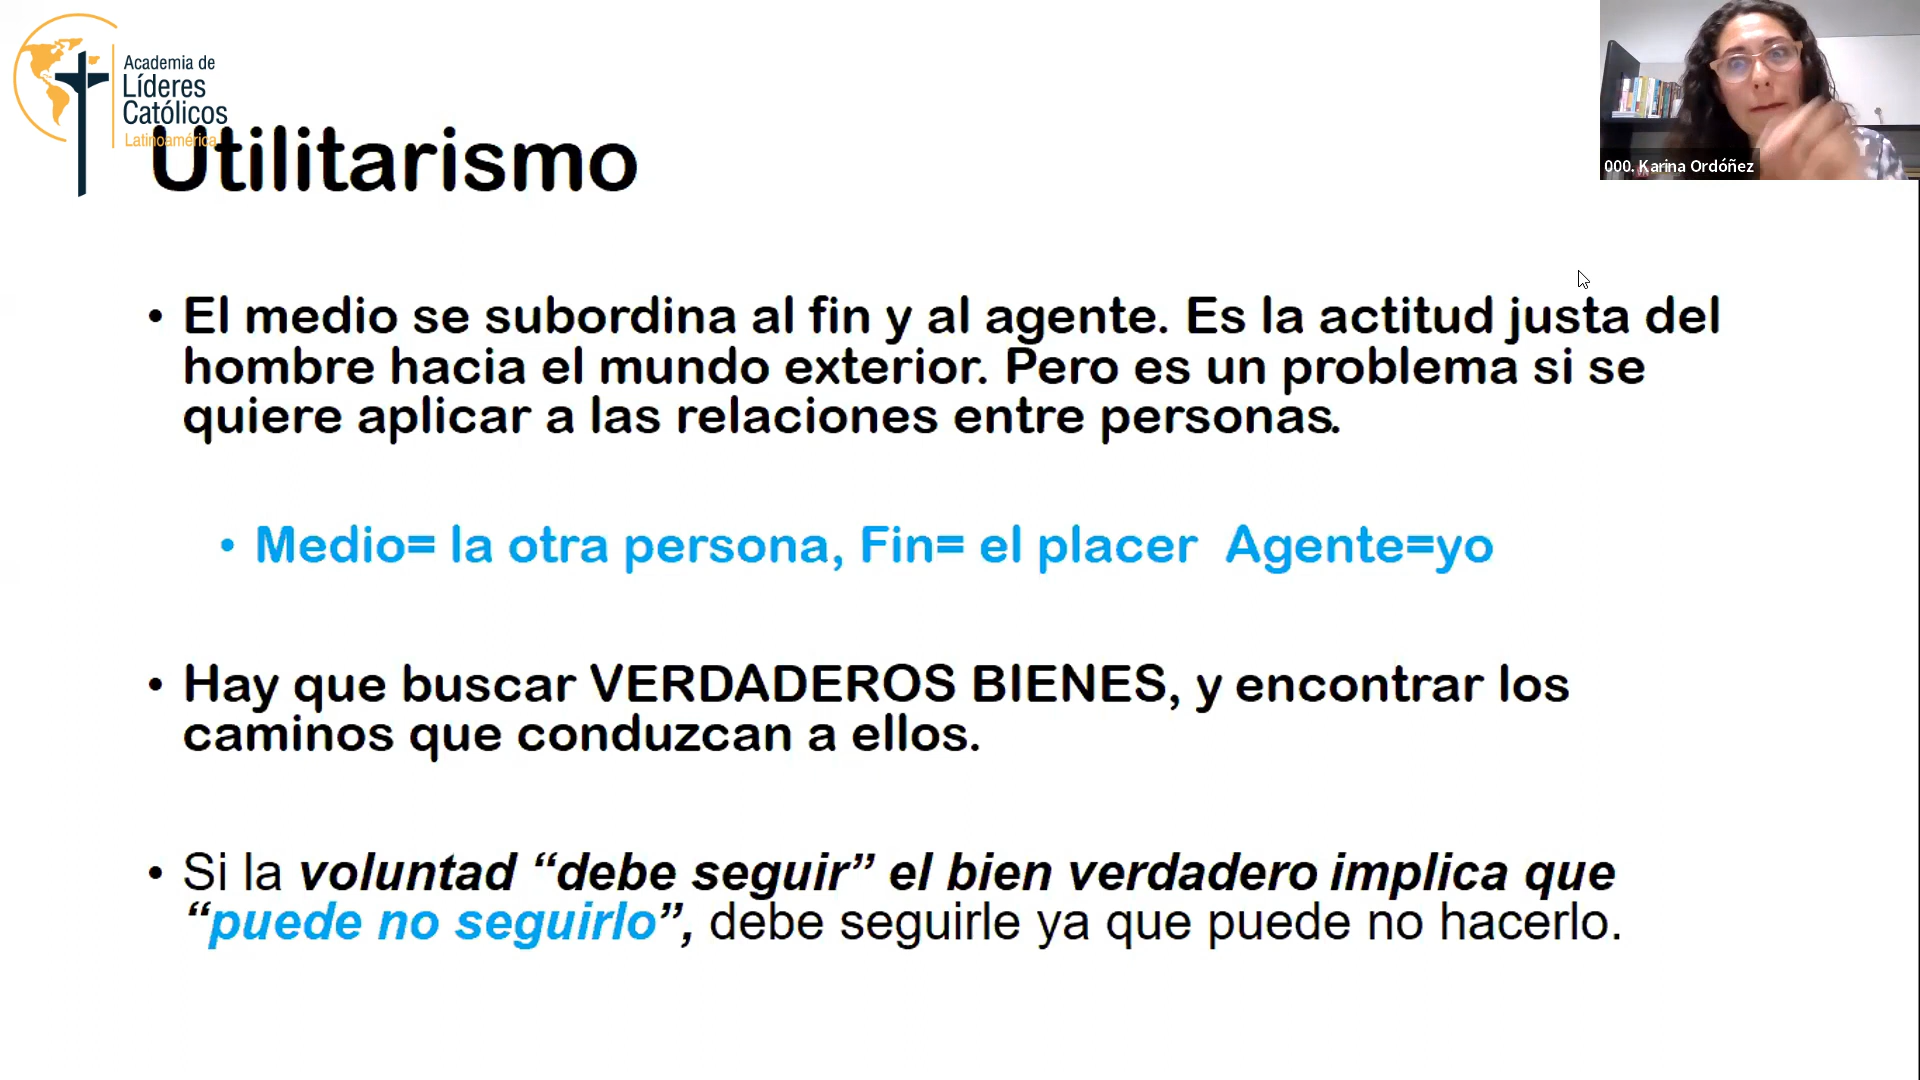 Academia de
Líderes
Católicos
Latinoamérica
Utilitarismo
000. Karina Ordóñez
• El medio se subordina al fin y al agente. Es la actitud justa del
hombre hacia el mundo exterior. Pero es un problema si se
quiere aplicar a las relaciones entre personas.
• Medio= la otra persona, Fin= el placer  Agente=yo
• Hay que buscar VERDADEROS BIENES, y encontrar los
caminos que conduzcan a ellos.
• Si la voluntad “debe seguir” el bien verdadero implica que
“puede no seguirlo”, debe seguirle ya que puede no hacerlo.